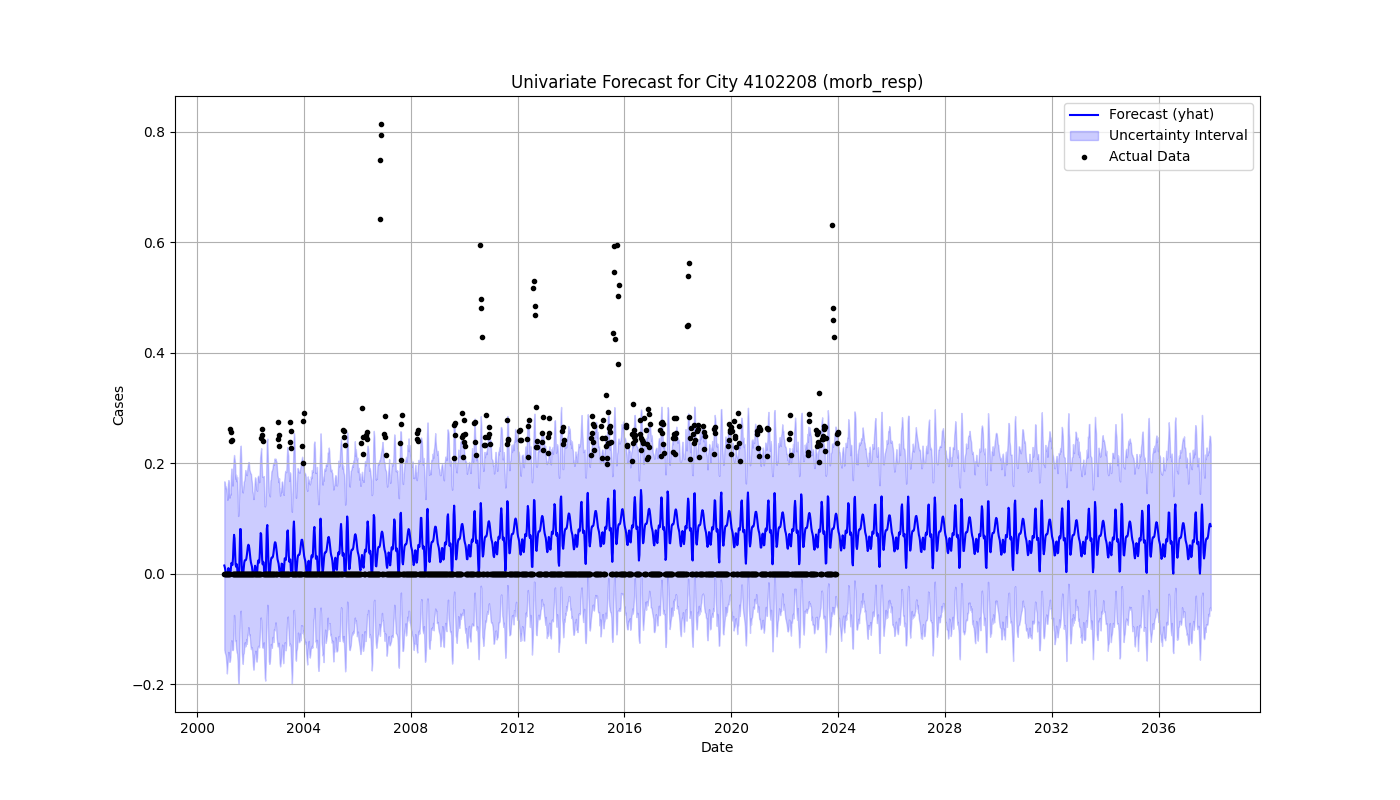 Univariate Forecast for City 4102208 (morb_resp)
Forecast (yhat)
Uncertainty Interval
Actual Data
Cases
0.8
0.6
0.4
0.2
0.0
−0.2
2000 2004 2008 2012 2016 2020 2024 2028 2032 2036
Date